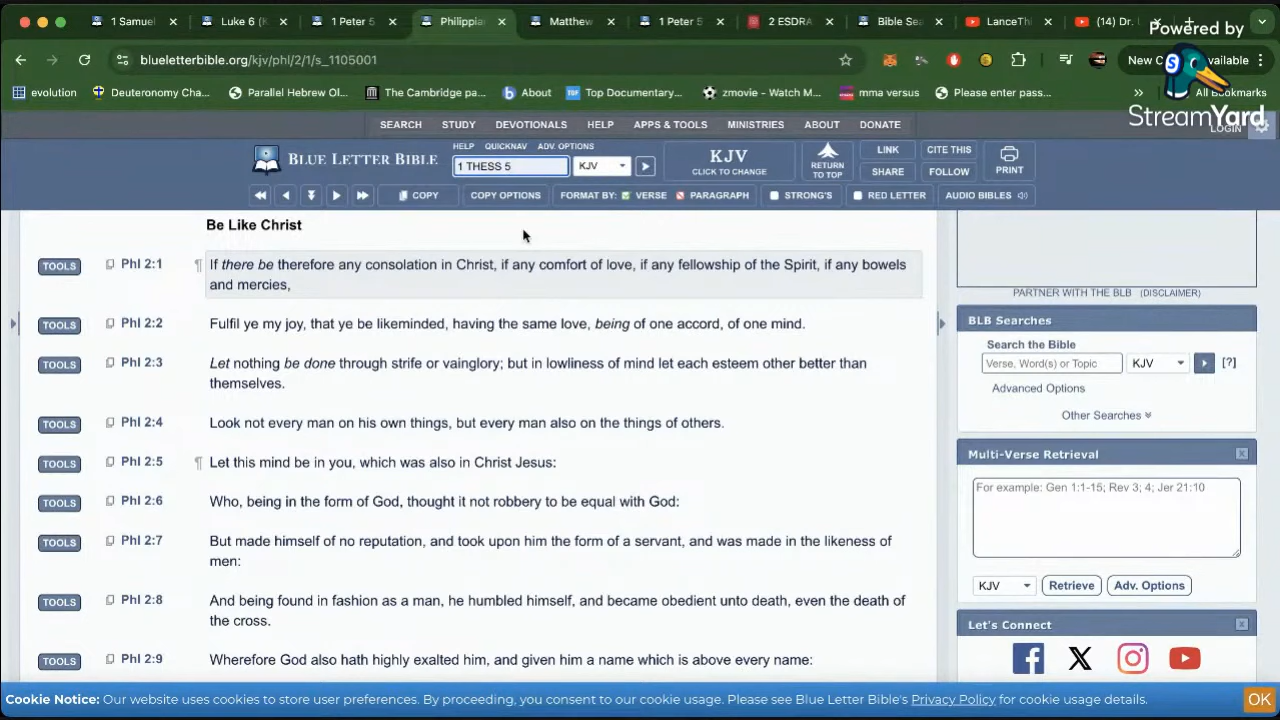 1 Samuel
Luke 6 (K
1 Peter 5
Philippian
Matthew
1 Peter 5
2 ESDRA
Bible Sea
LanceThi
(14) Dr.
Powered by
blueletterbible.org/kjv/phl/2/1/s_1105001
New C
vailable
evolution
Deuteronomy Cha...
Parallel Hebrew Ol...
The Cambridge pa...
About
Top Documentary...
zmovie - Watch M...
mma versus
Please enter pass...
»
All Bookmarks
StreamYard
SEARCH STUDY DEVOTIONALS HELP APPS & TOOLS MINISTRIES ABOUT DONATE
LOGIN
BLUE LETTER BIBLE
HELP QUICKNAV ADV. OPTIONS
1 THESS 5
KJV
KJV
CLICK TO CHANGE
RETURN
TO TOP
LINK
CITE THIS
SHARE
FOLLOW
PRINT
COPY
COPY OPTIONS
FORMAT BY: VERSE PARAGRAPH
STRONG'S
RED LETTER
AUDIO BIBLES
Be Like Christ
TOOLS Phl 2:1 ¶ If there be therefore any consolation in Christ, if any comfort of love, if any fellowship of the Spirit, if any bowels
and mercies,
TOOLS Phl 2:2 Fulfil ye my joy, that ye be likeminded, having the same love, being of one accord, of one mind.
TOOLS Phl 2:3 Let nothing be done through strife or vainglory; but in lowliness of mind let each esteem other better than
themselves.
TOOLS Phl 2:4 Look not every man on his own things, but every man also on the things of others.
TOOLS Phl 2:5 ¶ Let this mind be in you, which was also in Christ Jesus:
TOOLS Phl 2:6 Who, being in the form of God, thought it not robbery to be equal with God:
TOOLS Phl 2:7 But made himself of no reputation, and took upon him the form of a servant, and was made in the likeness of
men:
TOOLS Phl 2:8 And being found in fashion as a man, he humbled himself, and became obedient unto death, even the death of
the cross.
TOOLS Phl 2:9 Wherefore God also hath highly exalted him, and given him a name which is above every name:
PARTNER WITH THE BLB (DISCLAIMER)
BLB Searches
Search the Bible
Verse, Word(s) or Topic
KJV
[?]
Advanced Options
Other Searches
Multi-Verse Retrieval
For example: Gen 1:1-15; Rev 3; 4; Jer 21:10
KJV
Retrieve
Adv. Options
Let's Connect
Cookie Notice: Our website uses cookies to store user preferences. By proceeding, you consent to our cookie usage. Please see Blue Letter Bible's Privacy Policy for cookie usage details.
OK